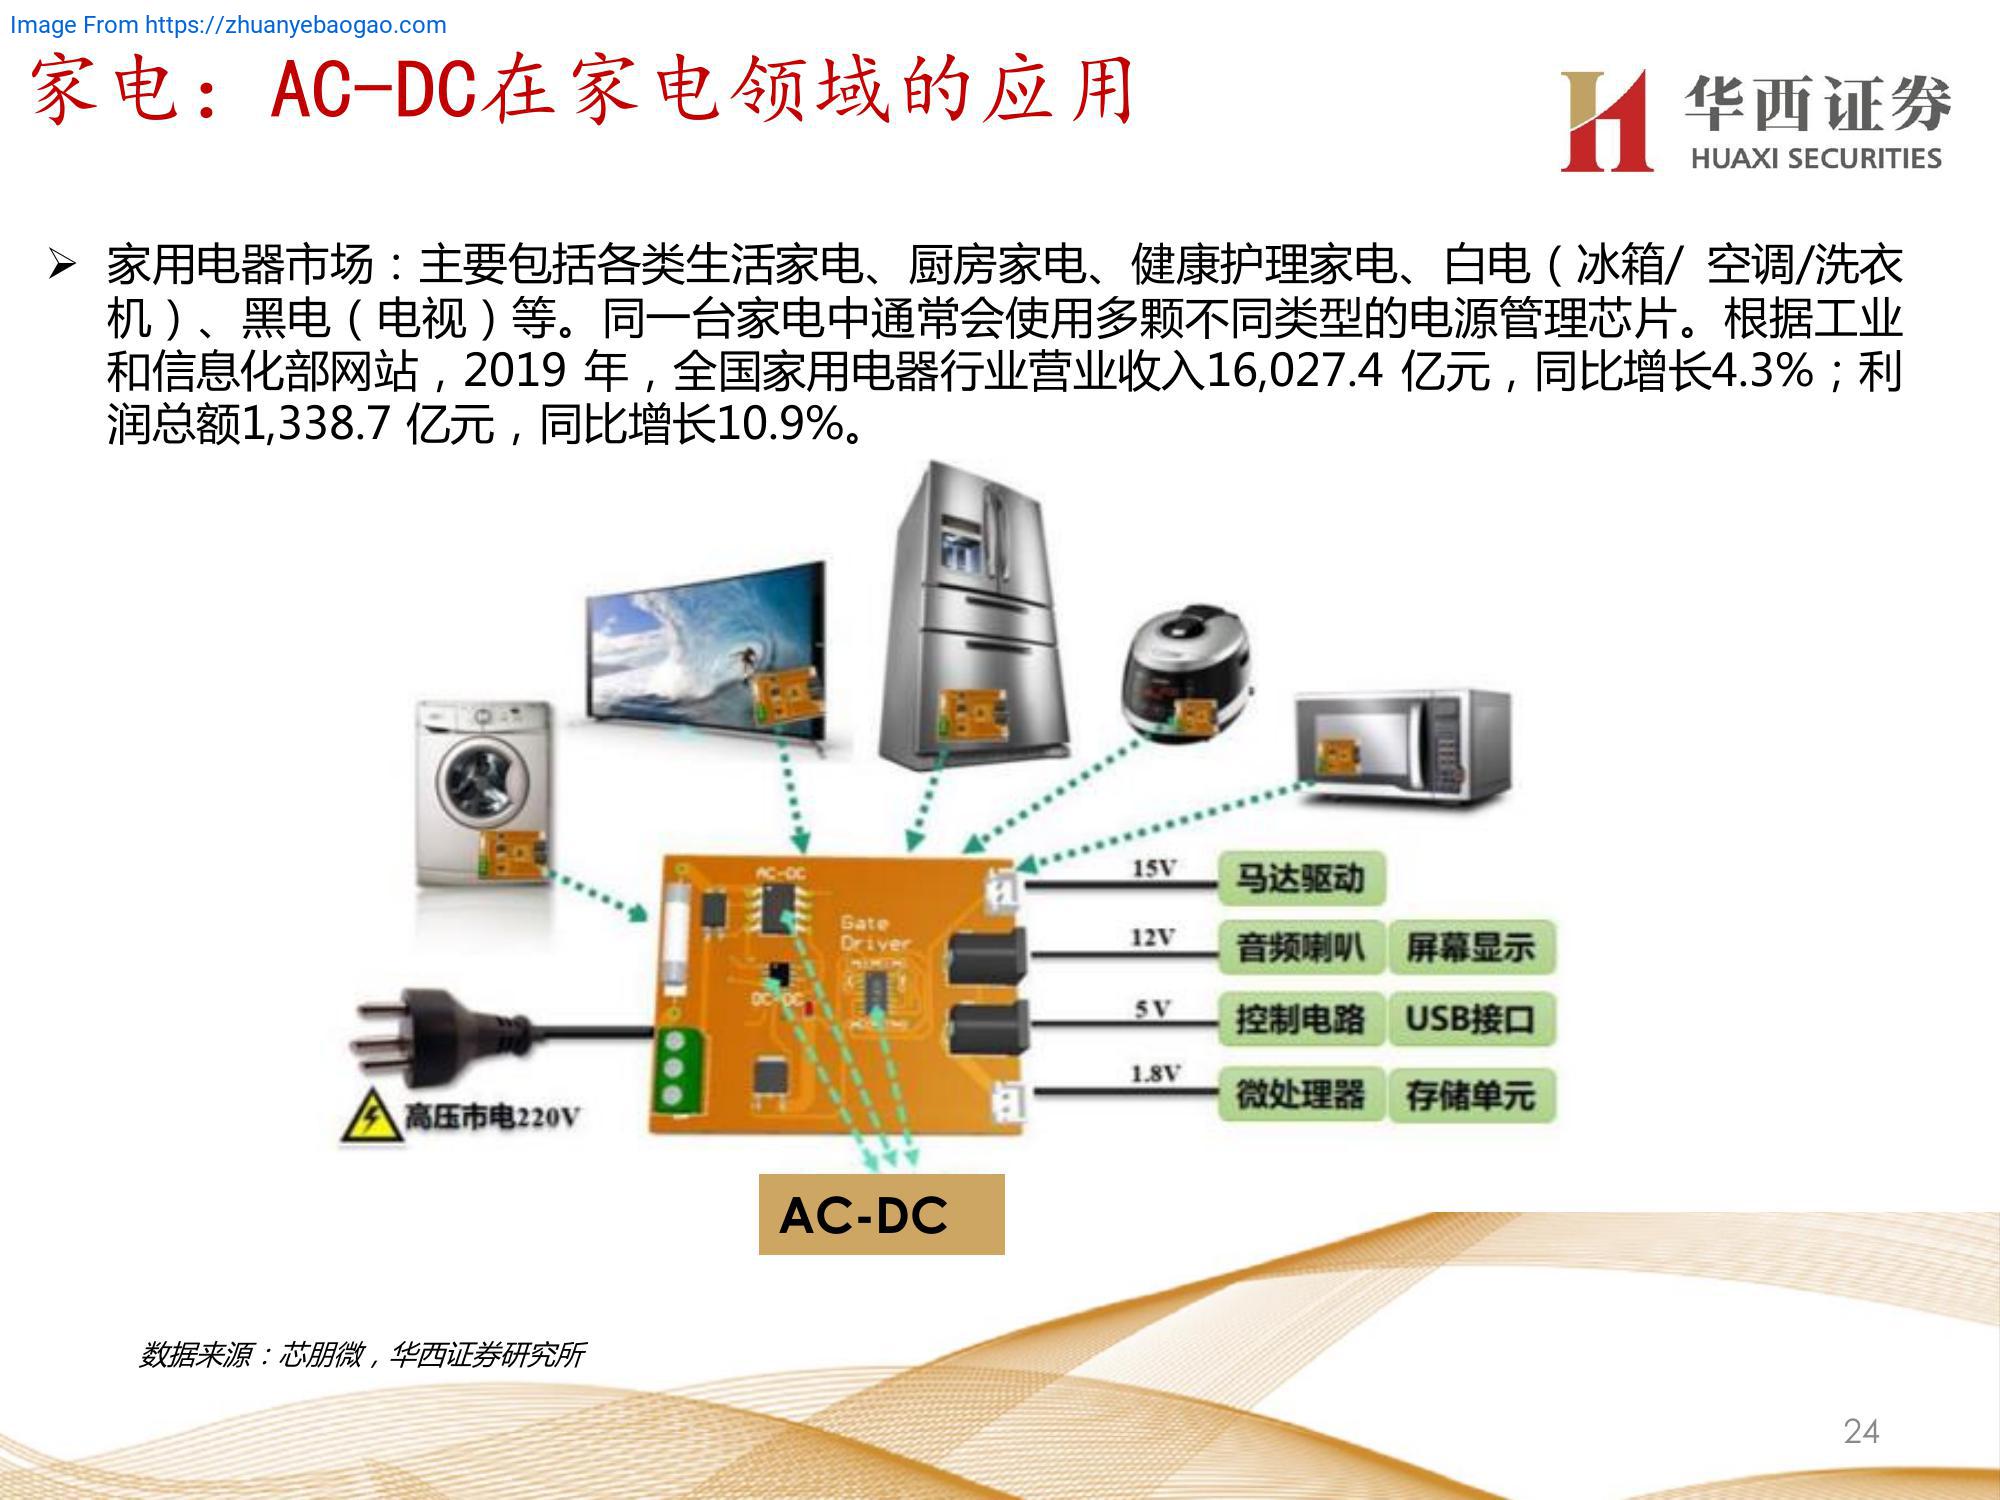 Image From https://zhuanyebaogao.com
家电：AC-DC在家电领域的应用
华西证券
HUAXI SECURITIES
➢ 家用电器市场：主要包括各类生活家电、厨房家电、健康护理家电、白电（冰箱/ 空调/洗衣
机）、黑电（电视）等。同一台家电中通常会使用多颗不同类型的电源管理芯片。根据工业
和信息化部网站，2019 年，全国家用电器行业营业收入16,027.4 亿元，同比增长4.3%；利
润总额1,338.7 亿元，同比增长10.9%。
AC-DC
Gate
Driver
DC-DC
15V
马达驱动
12V
音频喇叭 屏幕显示
5 V
控制电路 USB接口
1.8V
微处理器 存储单元
高压市电220V
AC-DC
数据来源：芯朋微，华西证券研究所
24